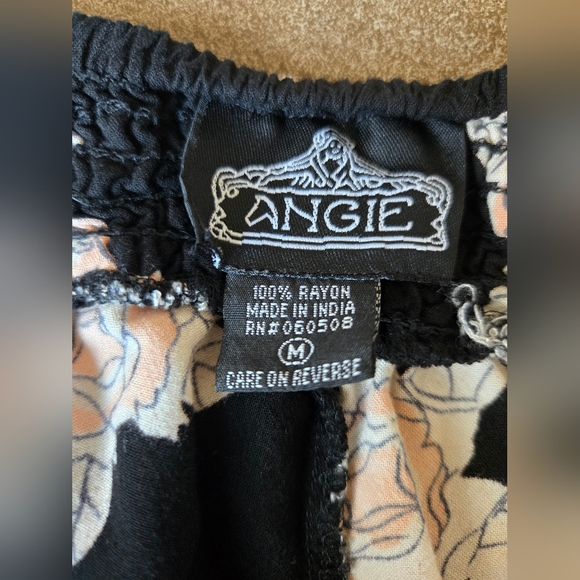 ANGIE
100% RAYON
MADE IN INDIA
RN#060508
M
CARE ON REVERSE